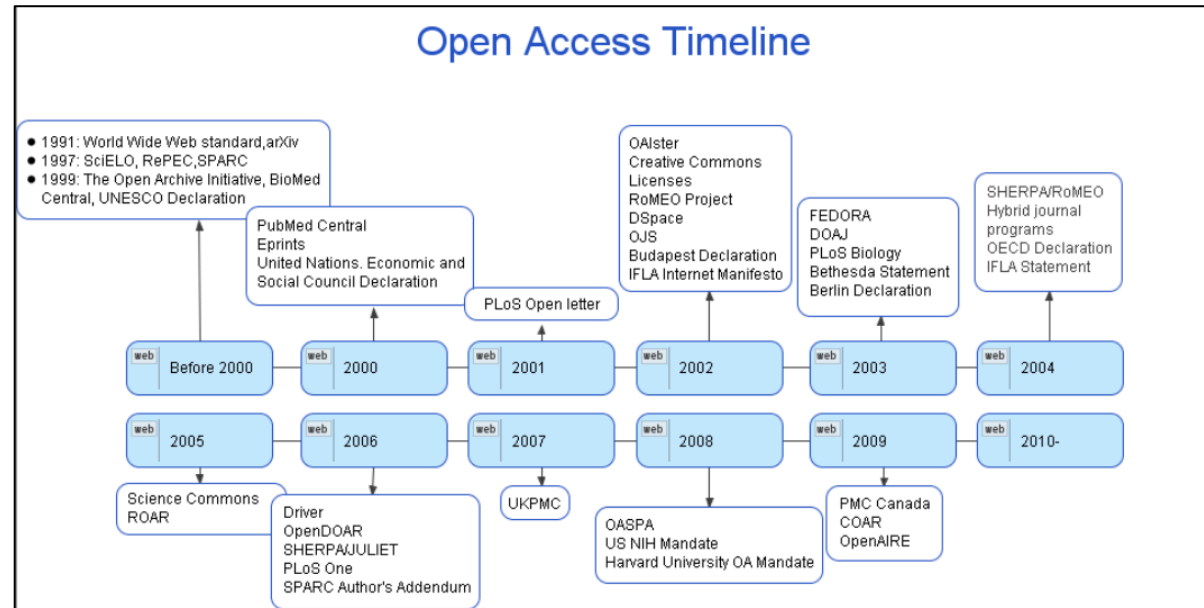 Open Access Timeline
● 1991: World Wide Web standard,arXiv
● 1997: SciELO, RePEC,SPARC
● 1999: The Open Archive Initiative, BioMed
Central, UNESCO Declaration
PubMed Central
Eprints
United Nations. Economic and
Social Council Declaration
PLoS Open letter
OAIster
Creative Commons
Licenses
RoMEO Project
DSpace
OJS
Budapest Declaration
IFLA Internet Manifesto
FEDORA
DOAJ
PLoS Biology
Bethesda Statement
Berlin Declaration
SHERPA/RoMEO
Hybrid journal
programs
OECD Declaration
IFLA Statement
web Before 2000
web 2000
web 2001
web 2002
web 2003
web 2004
web 2005
web 2006
web 2007
web 2008
web 2009
web 2010-
Science Commons
ROAR
Driver
OpenDOAR
SHERPA/JULIET
PLoS One
SPARC Author's Addendum
UKPMC
OASPA
US NIH Mandate
Harvard University OA Mandate
PMC Canada
COAR
OpenAIRE